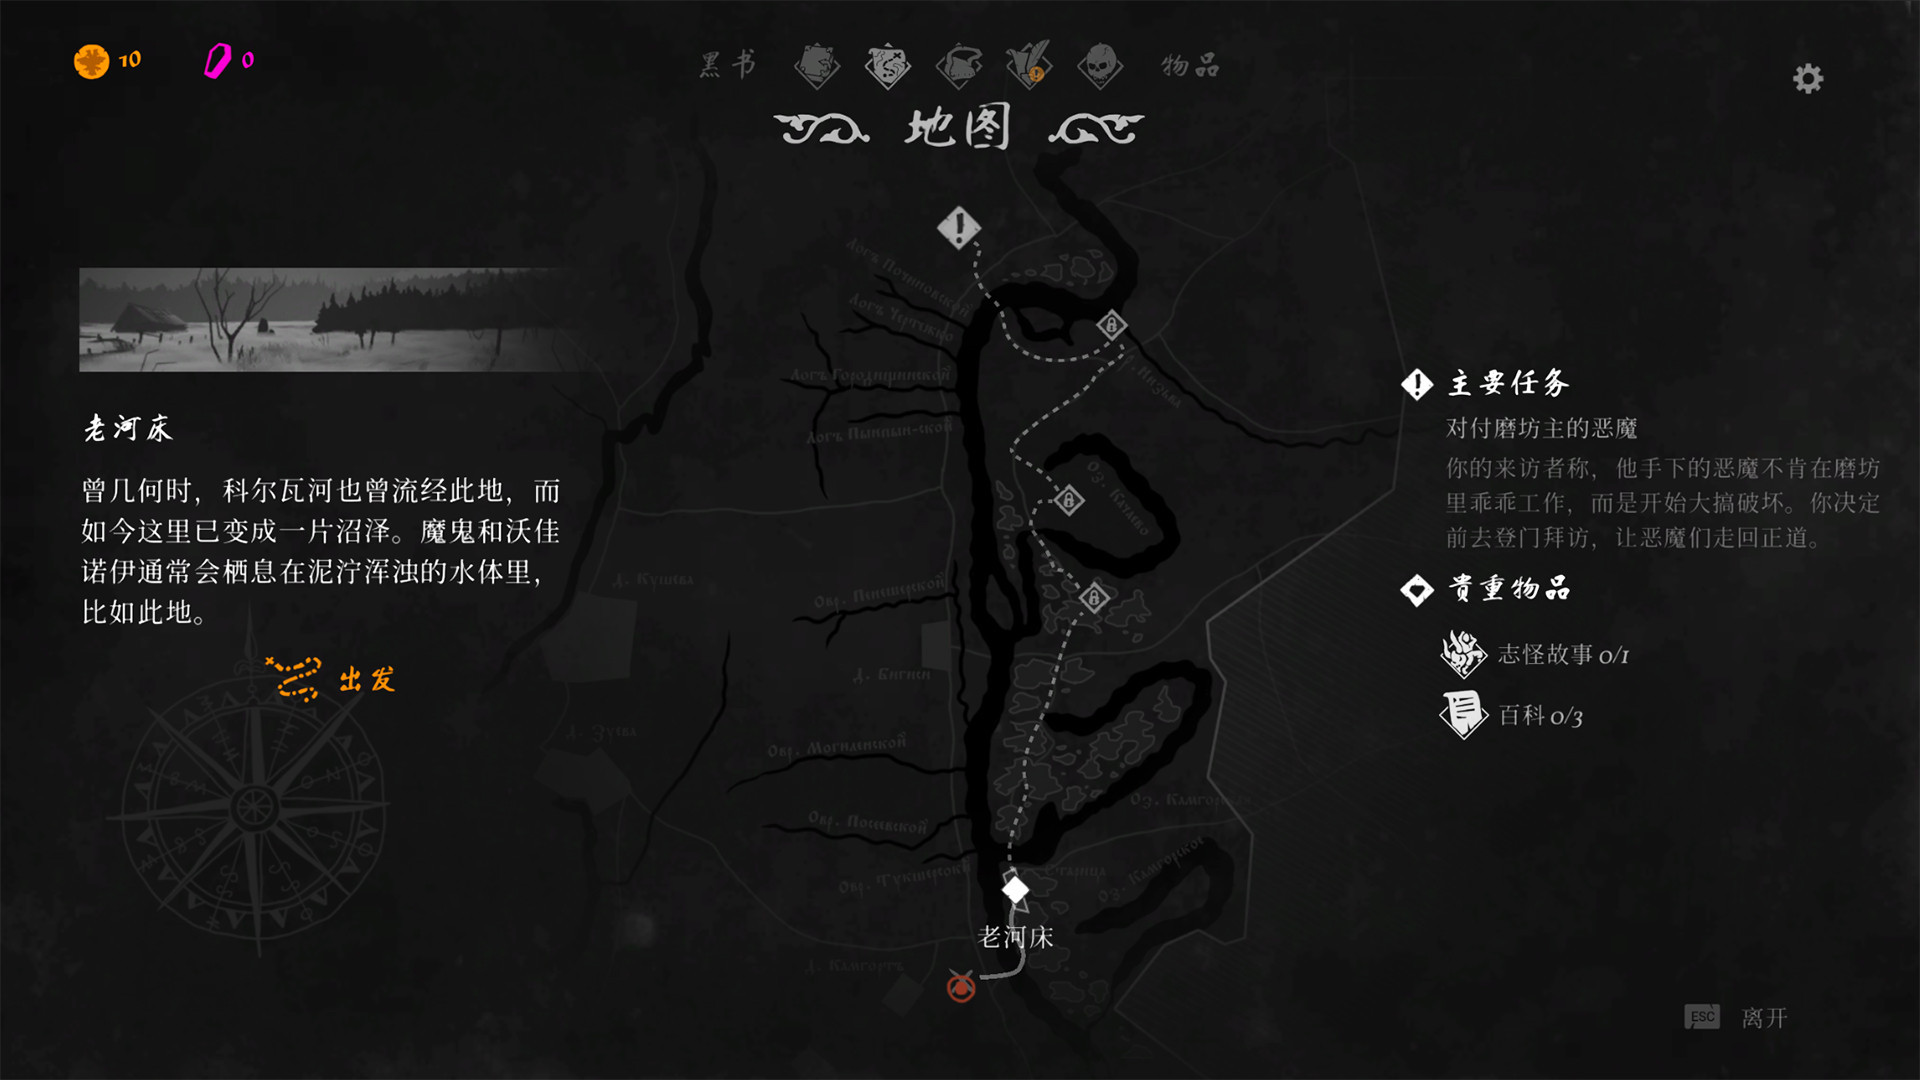 10
0
黑书
物品
地图
老河床
曾几何时，科尔瓦河也曾流经此地，而
如今这里已变成一片沼泽。魔鬼和沃佳
诺伊通常会栖息在泥泞浑浊的水体里，
比如此地。
出发
主要任务
对付磨坊主的恶魔
你的来访者称，他手下的恶魔不肯在磨坊
里乖乖工作，而是开始大搞破坏。你决定
前去登门拜访，让恶魔们走回正道。
貴重物品
志怪故事 0/1
百科 0/3
Д. Кушва
Д. Бигичи
Д. Зуева
Д. Камгортъ
老河床
ESC 离开